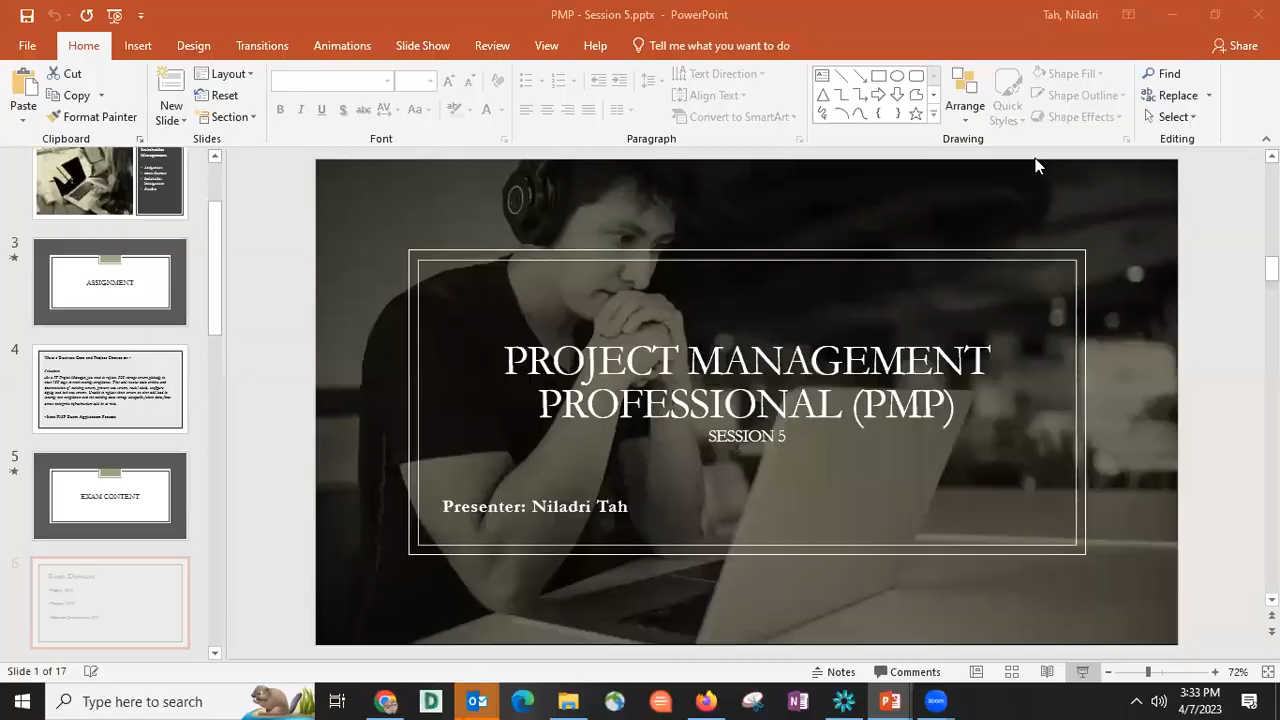 PMP - Session 5.pptx - PowerPoint
Tah, Niladri
File Home Insert Design Transitions Animations Slide Show Review View Help Tell me what you want to do Share
Paste
Cut
Copy
Format Painter
Clipboard
New Slide
Layout
Reset
Section
Slides
B I U S abc AV Aa A
Font
Text Direction
Align Text
Convert to SmartArt
Paragraph
Arrange
Quick Styles
Shape Fill
Shape Outline
Shape Effects
Drawing
Find
Replace
Select
Editing
3
ASSIGNMENT
4
5
EXAM CONTENT
6
PROJECT MANAGEMENT
PROFESSIONAL (PMP)
SESSION 5
Presenter: Niladri Tah
Slide 1 of 17
Notes
Comments
72%
Type here to search
3:33 PM
4/7/2023